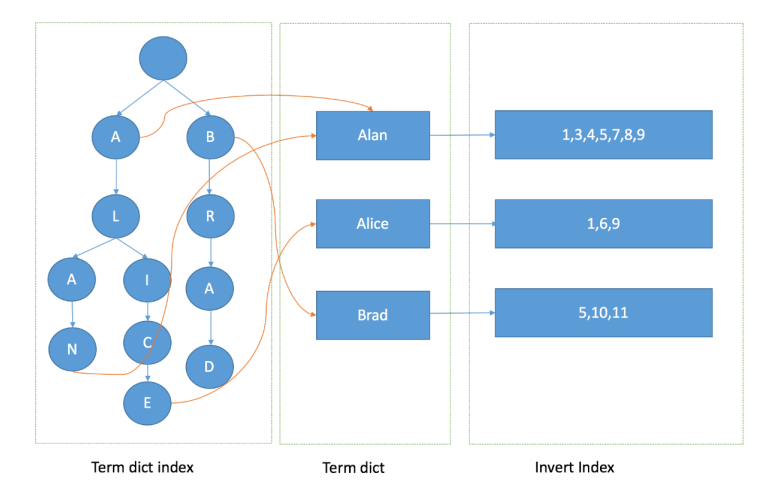 A
B
Alan
1,3,4,5,7,8,9
L
R
Alice
1,6,9
A
I
A
Brad
5,10,11
N
C
D
E
Term dict index
Term dict
Invert Index